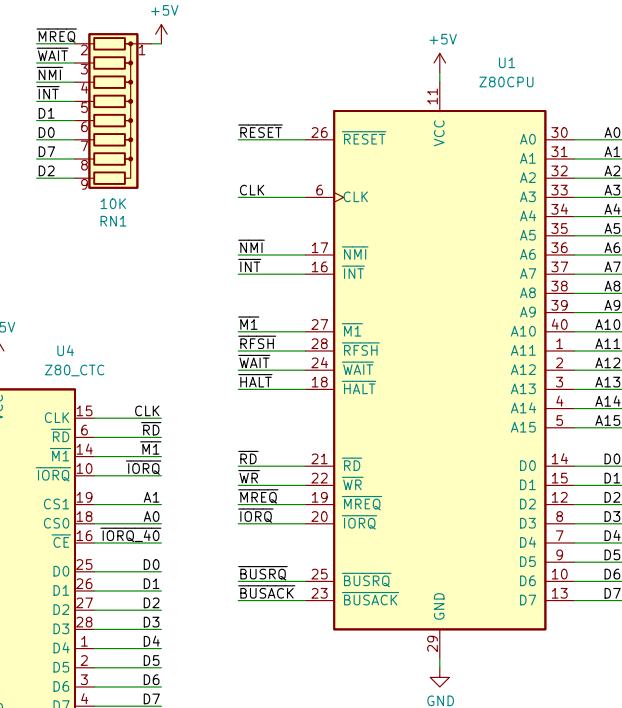 +5V
MREQ
1
2
WAIT
3
NMI
4
INT
5
D1
6
D0
7
D7
8
D2
9
10K
RN1
+5V
U1
Z80CPU
11
VCC
RESET 26 RESET
CLK 6 CLK
NMI 17 NMI
INT 16 INT
M1 27 M1
RFSH 28 RFSH
WAIT 24 WAIT
HALT 18 HALT
RD 21 RD
WR 22 WR
MREQ 19 MREQ
IORQ 20 IORQ
BUSRQ 25 BUSRQ
BUSACK 23 BUSACK
A0 30 A0
A1 31 A1
A2 32 A2
A3 33 A3
A4 34 A4
A5 35 A5
A6 36 A6
A7 37 A7
A8 38 A8
A9 39 A9
A10 40 A10
A11 1 A11
A12 2 A12
A13 3 A13
A14 4 A14
A15 5 A15
D0 14 D0
D1 15 D1
D2 12 D2
D3 8 D3
D4 7 D4
D5 9 D5
D6 10 D6
D7 13 D7
GND
29
GND
5V
U4
Z80_CTC
CLK 15 CLK
RD 6 RD
M1 14 M1
IORQ 10 IORQ
CS1 19 A1
CS0 18 A0
CE 16 IORQ_40
D0 25 D0
D1 26 D1
D2 27 D2
D3 28 D3
D4 1 D4
D5 2 D5
D6 3 D6
D7 4 D7